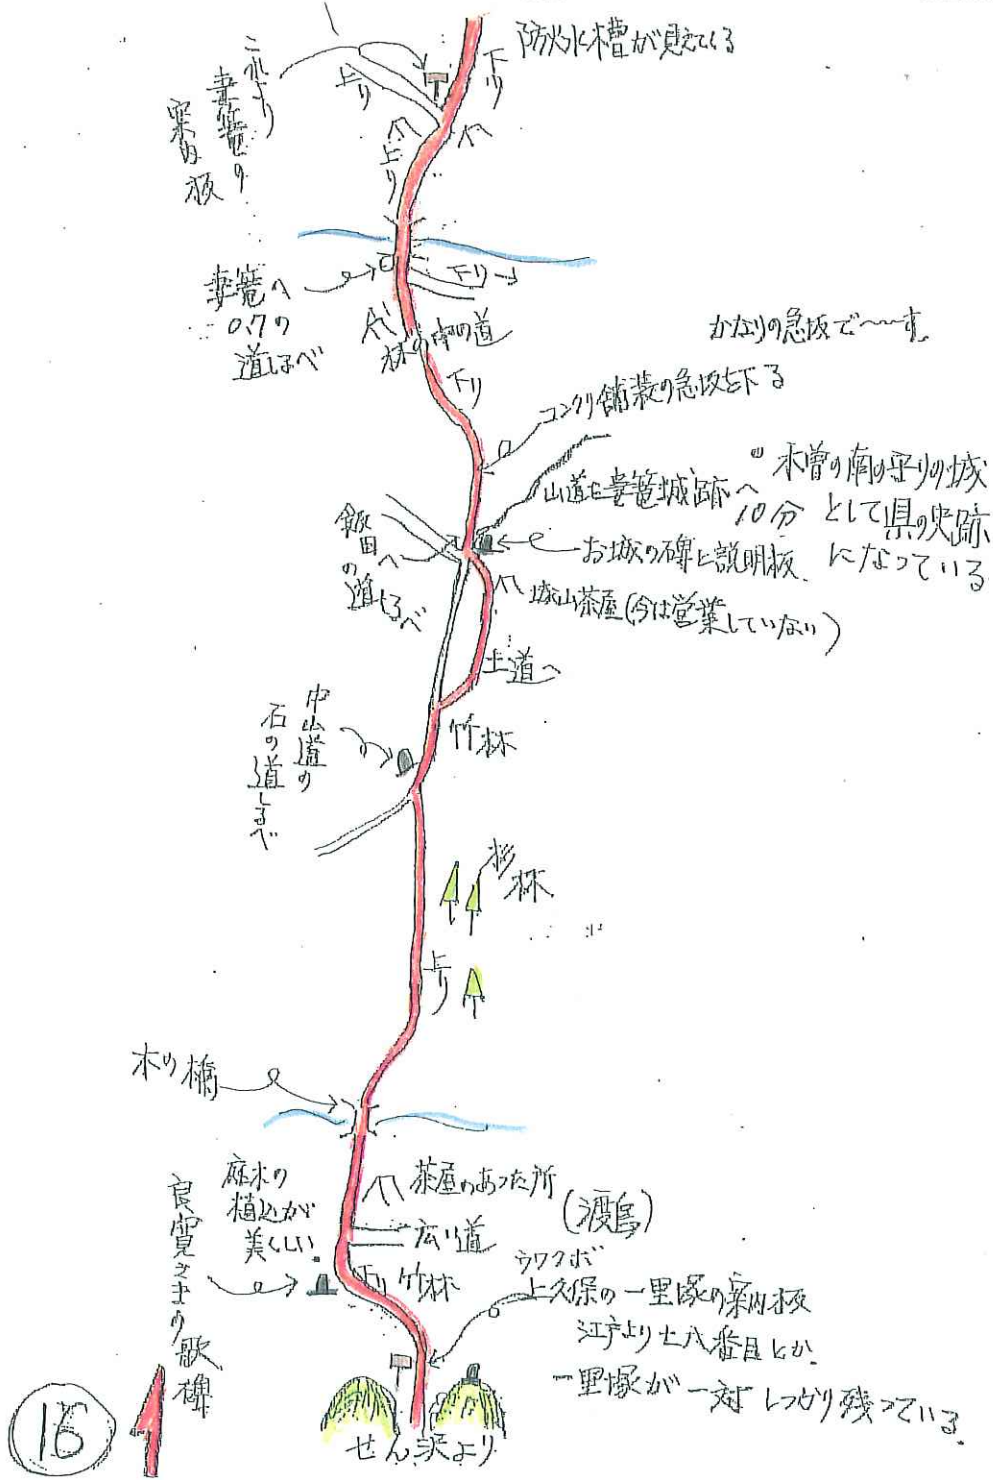 防火水槽が見えてくる
下り
上り
これより
妻籠の
案内板
上り
妻籠へ
0.7の
道しるべ
下り
林の中の道
かなりの急坂で〜〜す。
下り
コンクリ舗装の急坂を下る
山道を妻籠城跡へ
10分
木曽の南の守りの城
として県の史跡
になっている
飯田へ
の道しるべ
お城の碑と説明板
城山茶屋(今は営業していない)
土道へ
中山道の
石の道しるべ
竹林
杉林
上り
木の橋
庭木の
植込が
美くしい。
茶屋のあった所
(渡島)
広い道
良寛さまの歌碑
下り
竹林
ウワクボ
上久保の一里塚の案内板
江戸より七八番目とか。
一里塚が一対しっかり残っている。
せん沢より
16